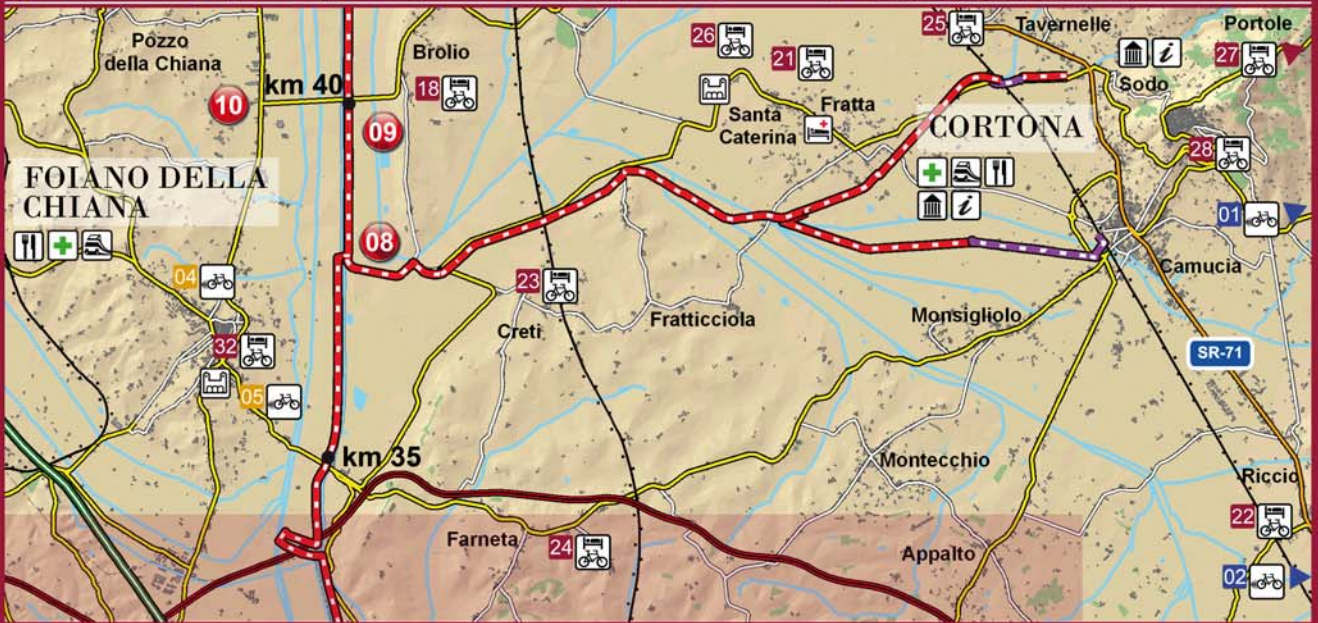 Pozzo
della Chiana
km 40
Brolio
18
10
09
08
26
21
25
Tavernelle
Portole
27
Sodo
Santa
Caterina
Fratta
CORTONA
i
i
28
01
FOIANO DELLA
CHIANA
04
32
05
23
Creti
Fratticciola
Camucia
Monsigliolo
SR-71
km 35
Montecchio
Riccio
22
Farneta
24
Appalto
02